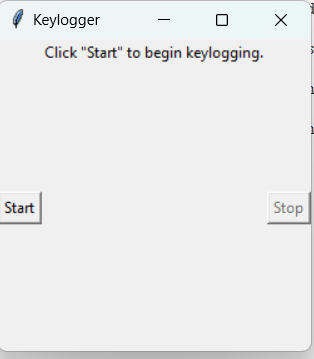 Keylogger
Click "Start" to begin keylogging.
Start
Stop